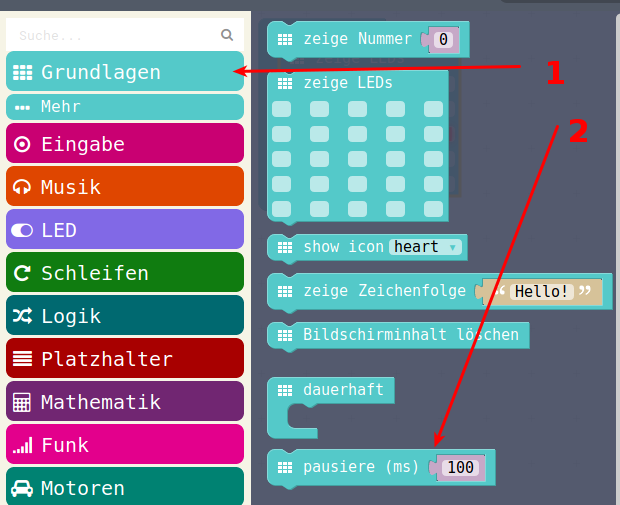 Suche...
Grundlagen
Mehr
Eingabe
Musik
LED
Schleifen
Logik
Platzhalter
Mathematik
Funk
Motoren
zeige Nummer 0
zeige LEDs
show icon heart
zeige Zeichenfolge “ Hello! ”
Bildschirminhalt löschen
dauerhaft
pausiere (ms) 100
1
2